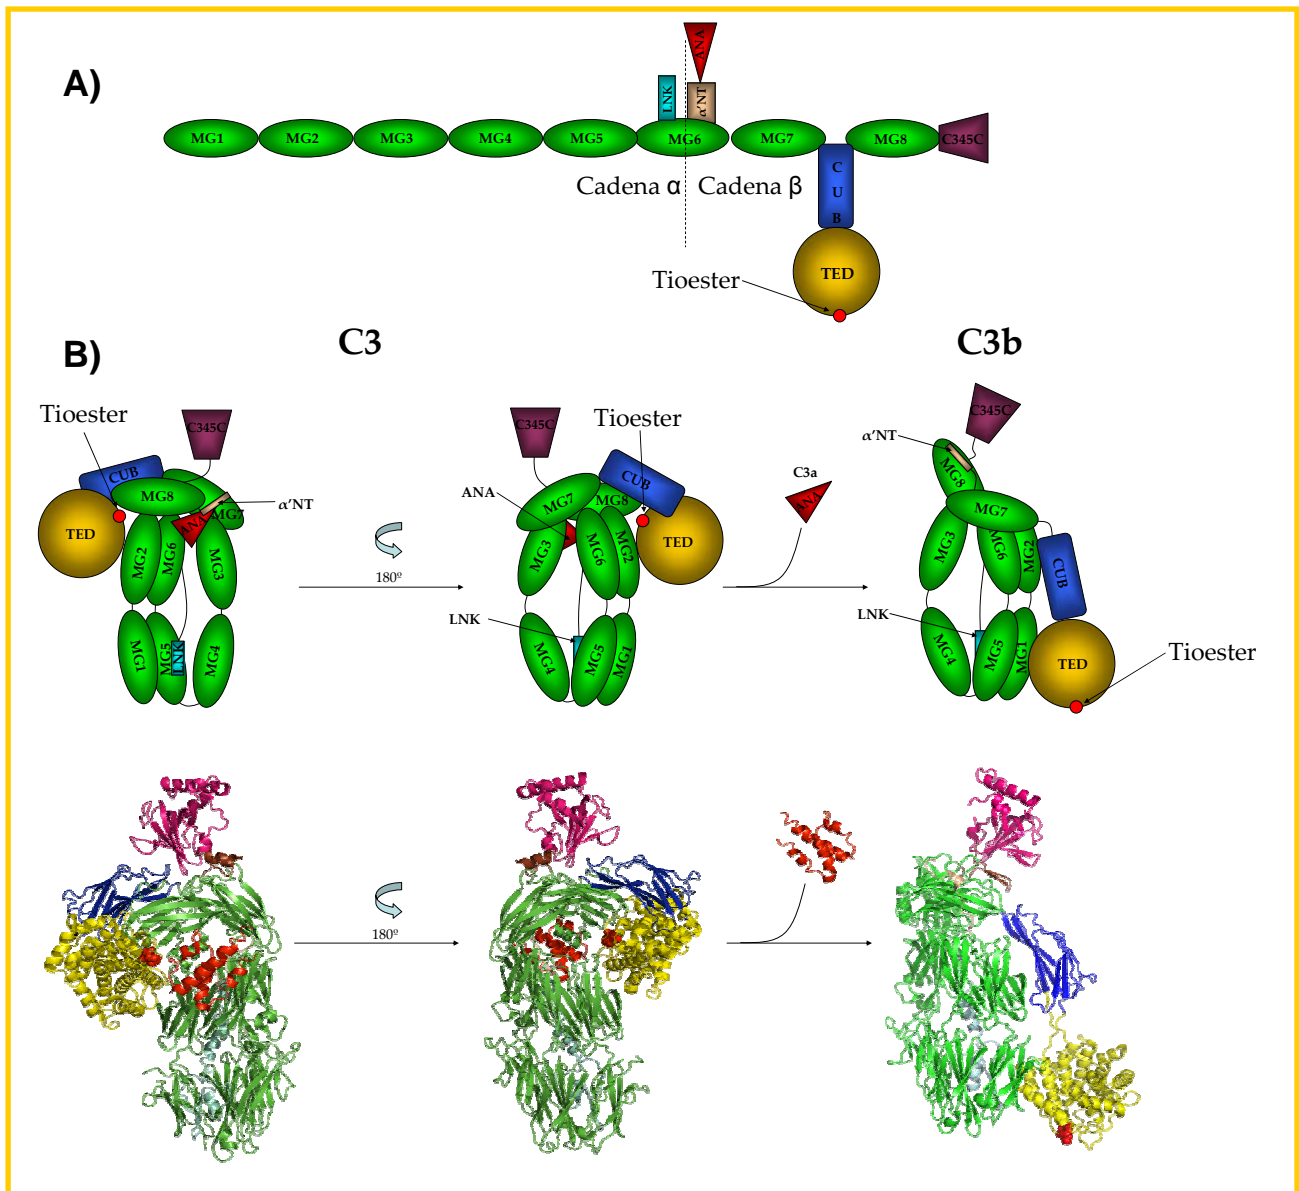 A)
ANA
LNK
α'NT
MG1 MG2 MG3 MG4 MG5 MG6 MG7 MG8 C345C
Cadena α Cadena β
CUB
TED
Tioester
B)
C3
C3b
Tioester
C345C
CUB
MG8
α'NT
ANA
MG7
TED
MG2
MG6
MG3
MG1
MG5
LNK
MG4
180º
C345C
Tioester
CUB
ANA
MG7
MG8
TED
MG3
MG6
MG2
LNK
MG4
MG5
MG1
C3a
ANA
C345C
α'NT
MG8
MG7
MG3
MG6
MG2
CUB
LNK
MG4
MG5
MG1
TED
Tioester
180º